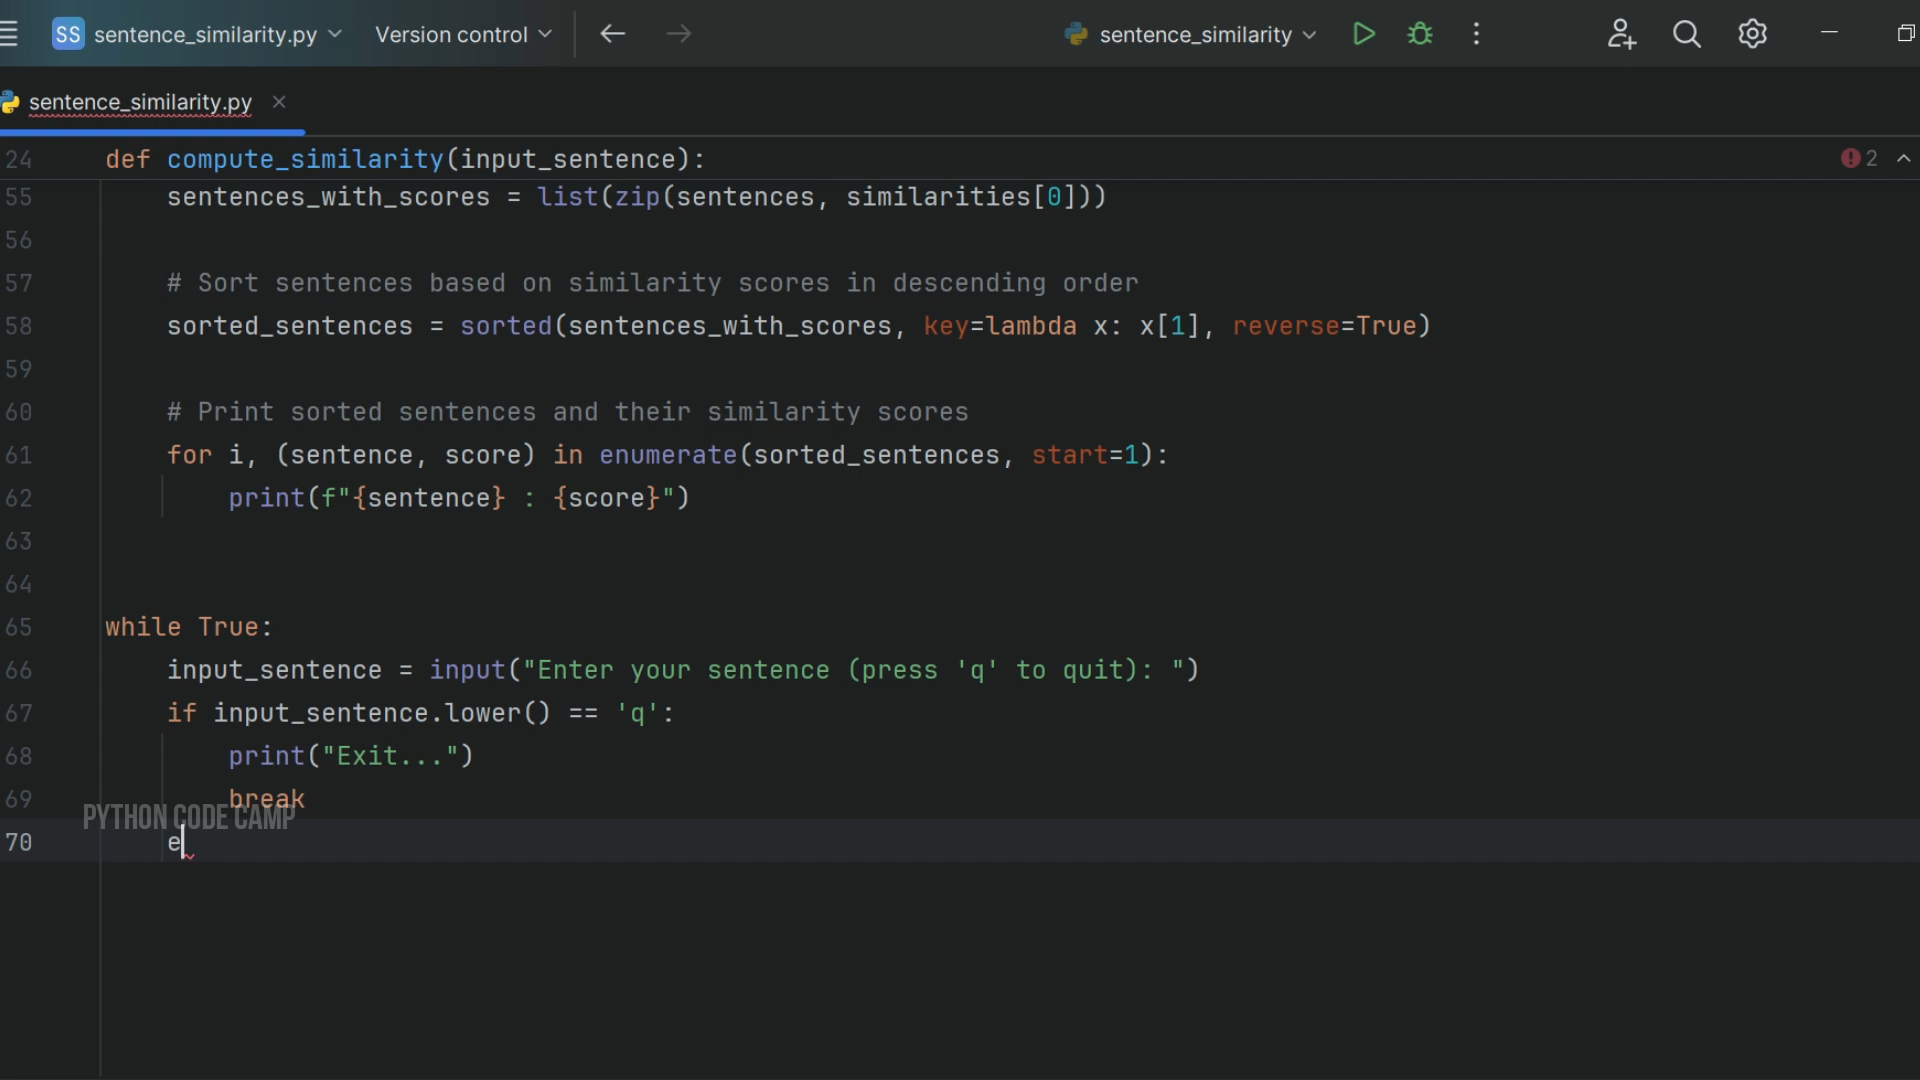 SS sentence_similarity.py Version control sentence_similarity
sentence_similarity.py
24 def compute_similarity(input_sentence): 2
55 sentences_with_scores = list(zip(sentences, similarities[0]))
56
57 # Sort sentences based on similarity scores in descending order
58 sorted_sentences = sorted(sentences_with_scores, key=lambda x: x[1], reverse=True)
59
60 # Print sorted sentences and their similarity scores
61 for i, (sentence, score) in enumerate(sorted_sentences, start=1):
62 print(f"{sentence} : {score}")
63
64
65 while True:
66 input_sentence = input("Enter your sentence (press 'q' to quit): ")
67 if input_sentence.lower() == 'q':
68 print("Exit...")
69 break
PYTHON CODE CAMP
70 e